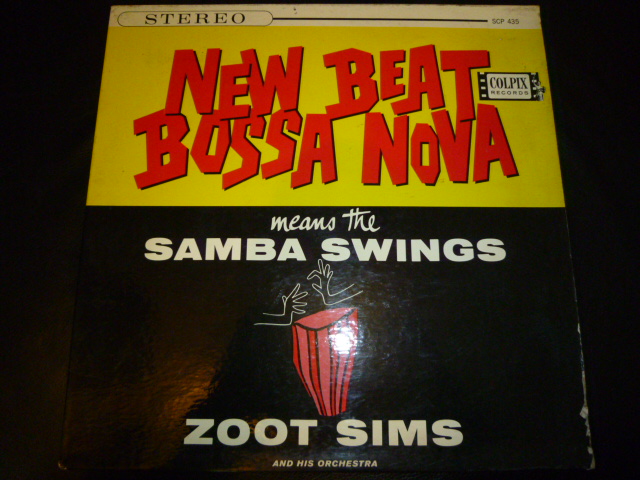 STEREO
SCP 435
NEW BEAT
COLPIX
RECORDS
BOSSA NOVA
means the
SAMBA SWINGS
ZOOT SIMS
AND HIS ORCHESTRA